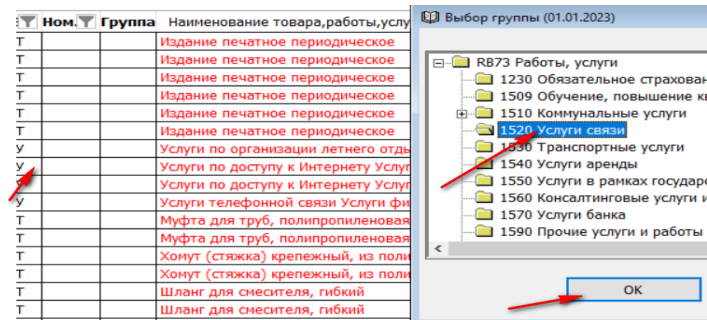 Ном. Группа Наименование товара,работы,услу
Т Издание печатное периодическое
Т Издание печатное периодическое
Т Издание печатное периодическое
Т Издание печатное периодическое
Т Издание печатное периодическое
Т Издание печатное периодическое
У Услуги по организации летнего отды
У Услуги по доступу к Интернету Услуг
У Услуги по доступу к Интернету Услуг
У Услуги телефонной связи Услуги фи
Т Муфта для труб, полипропиленовая
Т Муфта для труб, полипропиленовая
Т Хомут (стяжка) крепежный, из поли
Т Хомут (стяжка) крепежный, из поли
Т Шланг для смесителя, гибкий
Т Шланг для смесителя, гибкий
Выбор группы (01.01.2023)
RB73 Работы, услуги
1230 Обязательное страхован
1509 Обучение, повышение кв
1510 Коммунальные услуги
1520 Услуги связи
1530 Транспортные услуги
1540 Услуги аренды
1550 Услуги в рамках государс
1560 Консалтинговые услуги и
1570 Услуги банка
1590 Прочие услуги и работы
OK